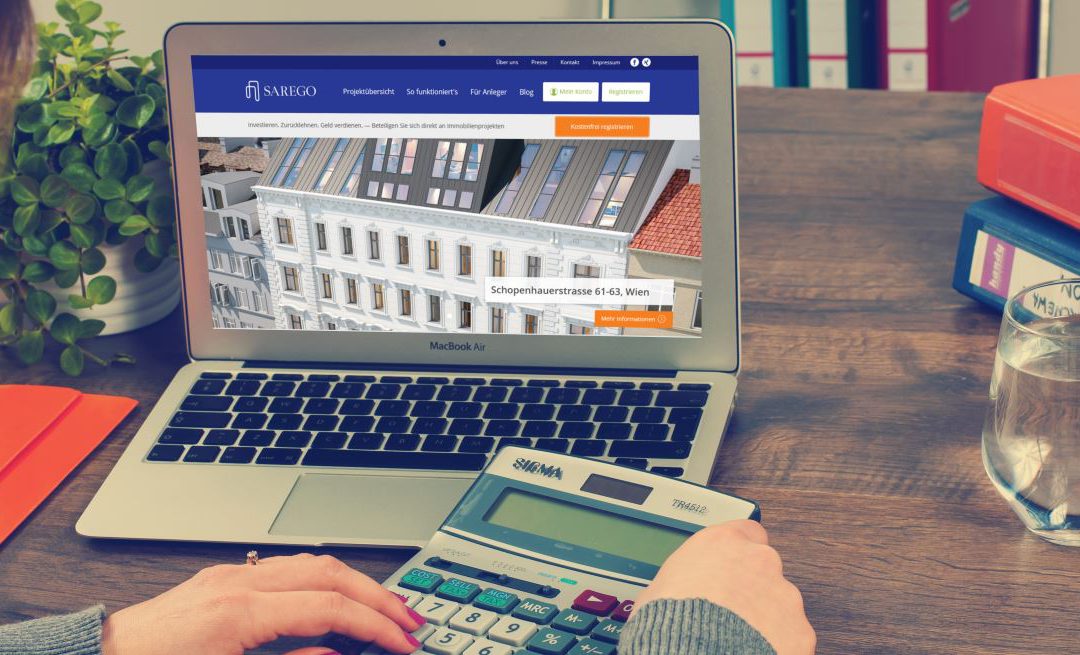 Über uns Presse Kontakt Impressum
SAREGO Projektübersicht So funktioniert's Für Anleger Blog Mein Konto Registrieren
Investieren. Zurücklehnen. Geld verdienen. — Beteiligen Sie sich direkt an Immobilienprojekten Kostenfrei registrieren
Schopenhauerstrasse 61-63, Wien
Mehr Informationen
MacBook Air
handy
SIGMA
TR4512
COST SELL MGN MRC M-
7 8 9 %
5 6 +/-